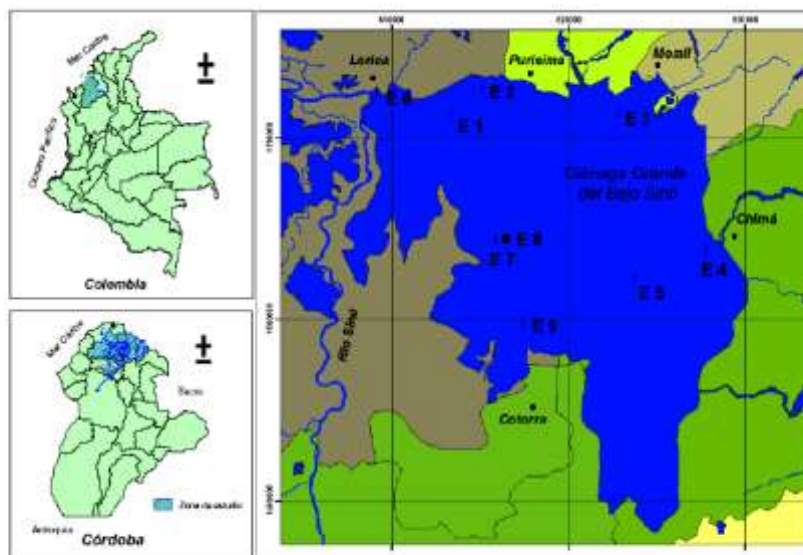 Mar Caribe
Océano Pacífico
Colombia
Mar Caribe
Sucre
Antioquia
Zona de estudio
Córdoba
Lorica
Purísima
Momil
E 2
E 1
E 3
Ciénaga Grande
del Bajo Sinú
Chimá
E 8
E 7
E 4
E 5
E 9
Río Sinú
Cotorra